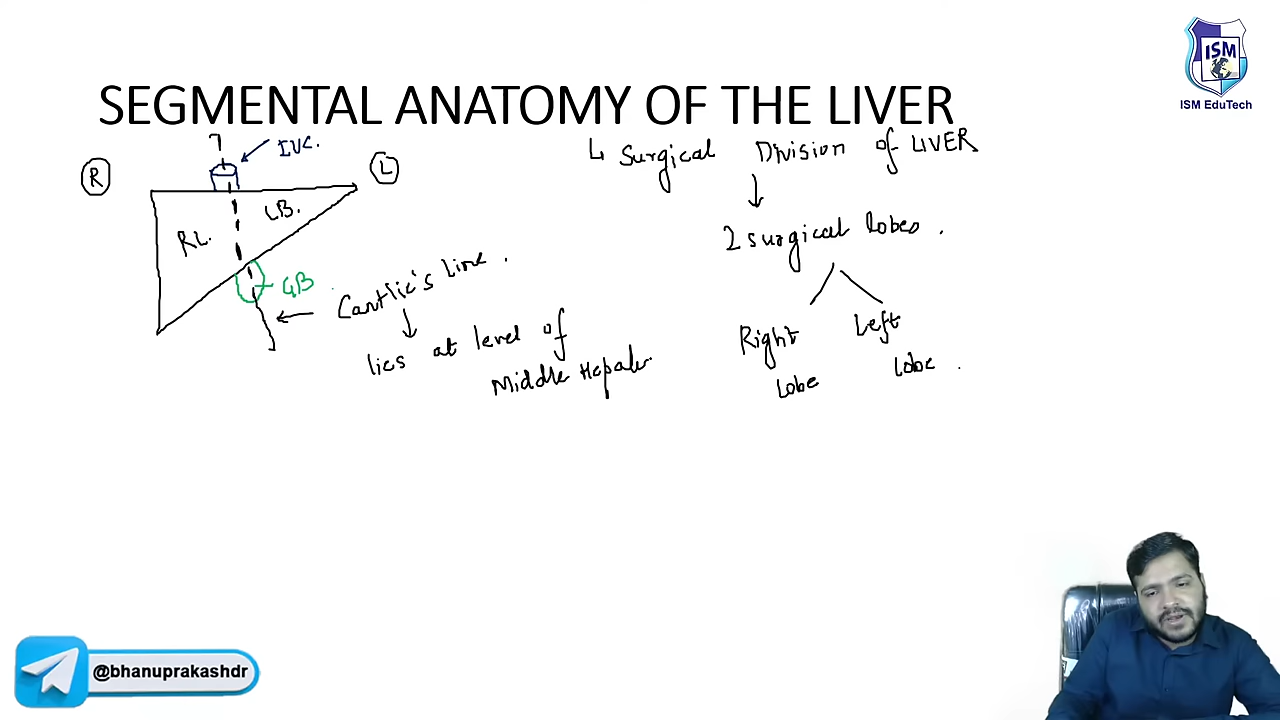 ISM
ISM EduTech
SEGMENTAL ANATOMY OF THE LIVER
↳ Surgical Division of LIVER
IVC.
R
L
LB.
RL.
GB
Cantlie's Line.
lies at level of
Middle Hepatic
2 surgical lobes.
Right
Lobe
Left
Lobe.
@bhanuprakashdr